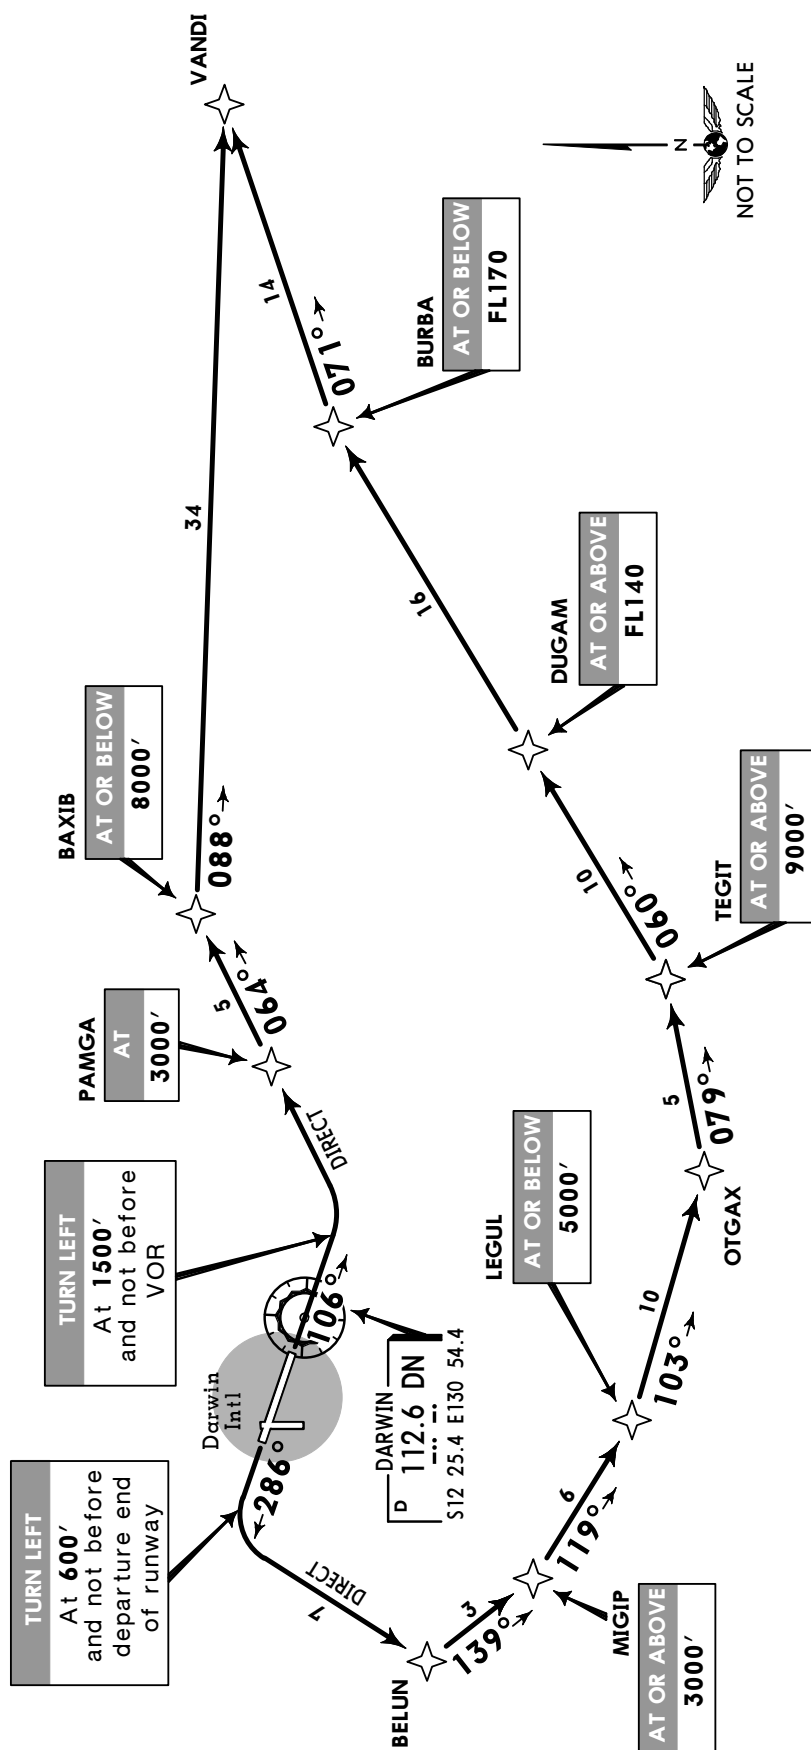 TURN LEFT
At 600′
and not before
departure end
of runway
TURN LEFT
At 1500′
and not before
VOR
PAMGA
AT
3000′
BAXIB
AT OR BELOW
8000′
VANDI
Darwin
Intl
286°
106°
DIRECT
064°
5
088°
34
7
DIRECT
DARWIN
D 112.6 DN
S12 25.4 E130 54.4
BELUN
139°
3
MIGIP
AT OR ABOVE
3000′
119°
6
LEGUL
AT OR BELOW
5000′
103°
10
OTGAX
079°
5
TEGIT
AT OR ABOVE
9000′
060°
10
DUGAM
AT OR ABOVE
FL140
16
BURBA
AT OR BELOW
FL170
071°
14
N
NOT TO SCALE